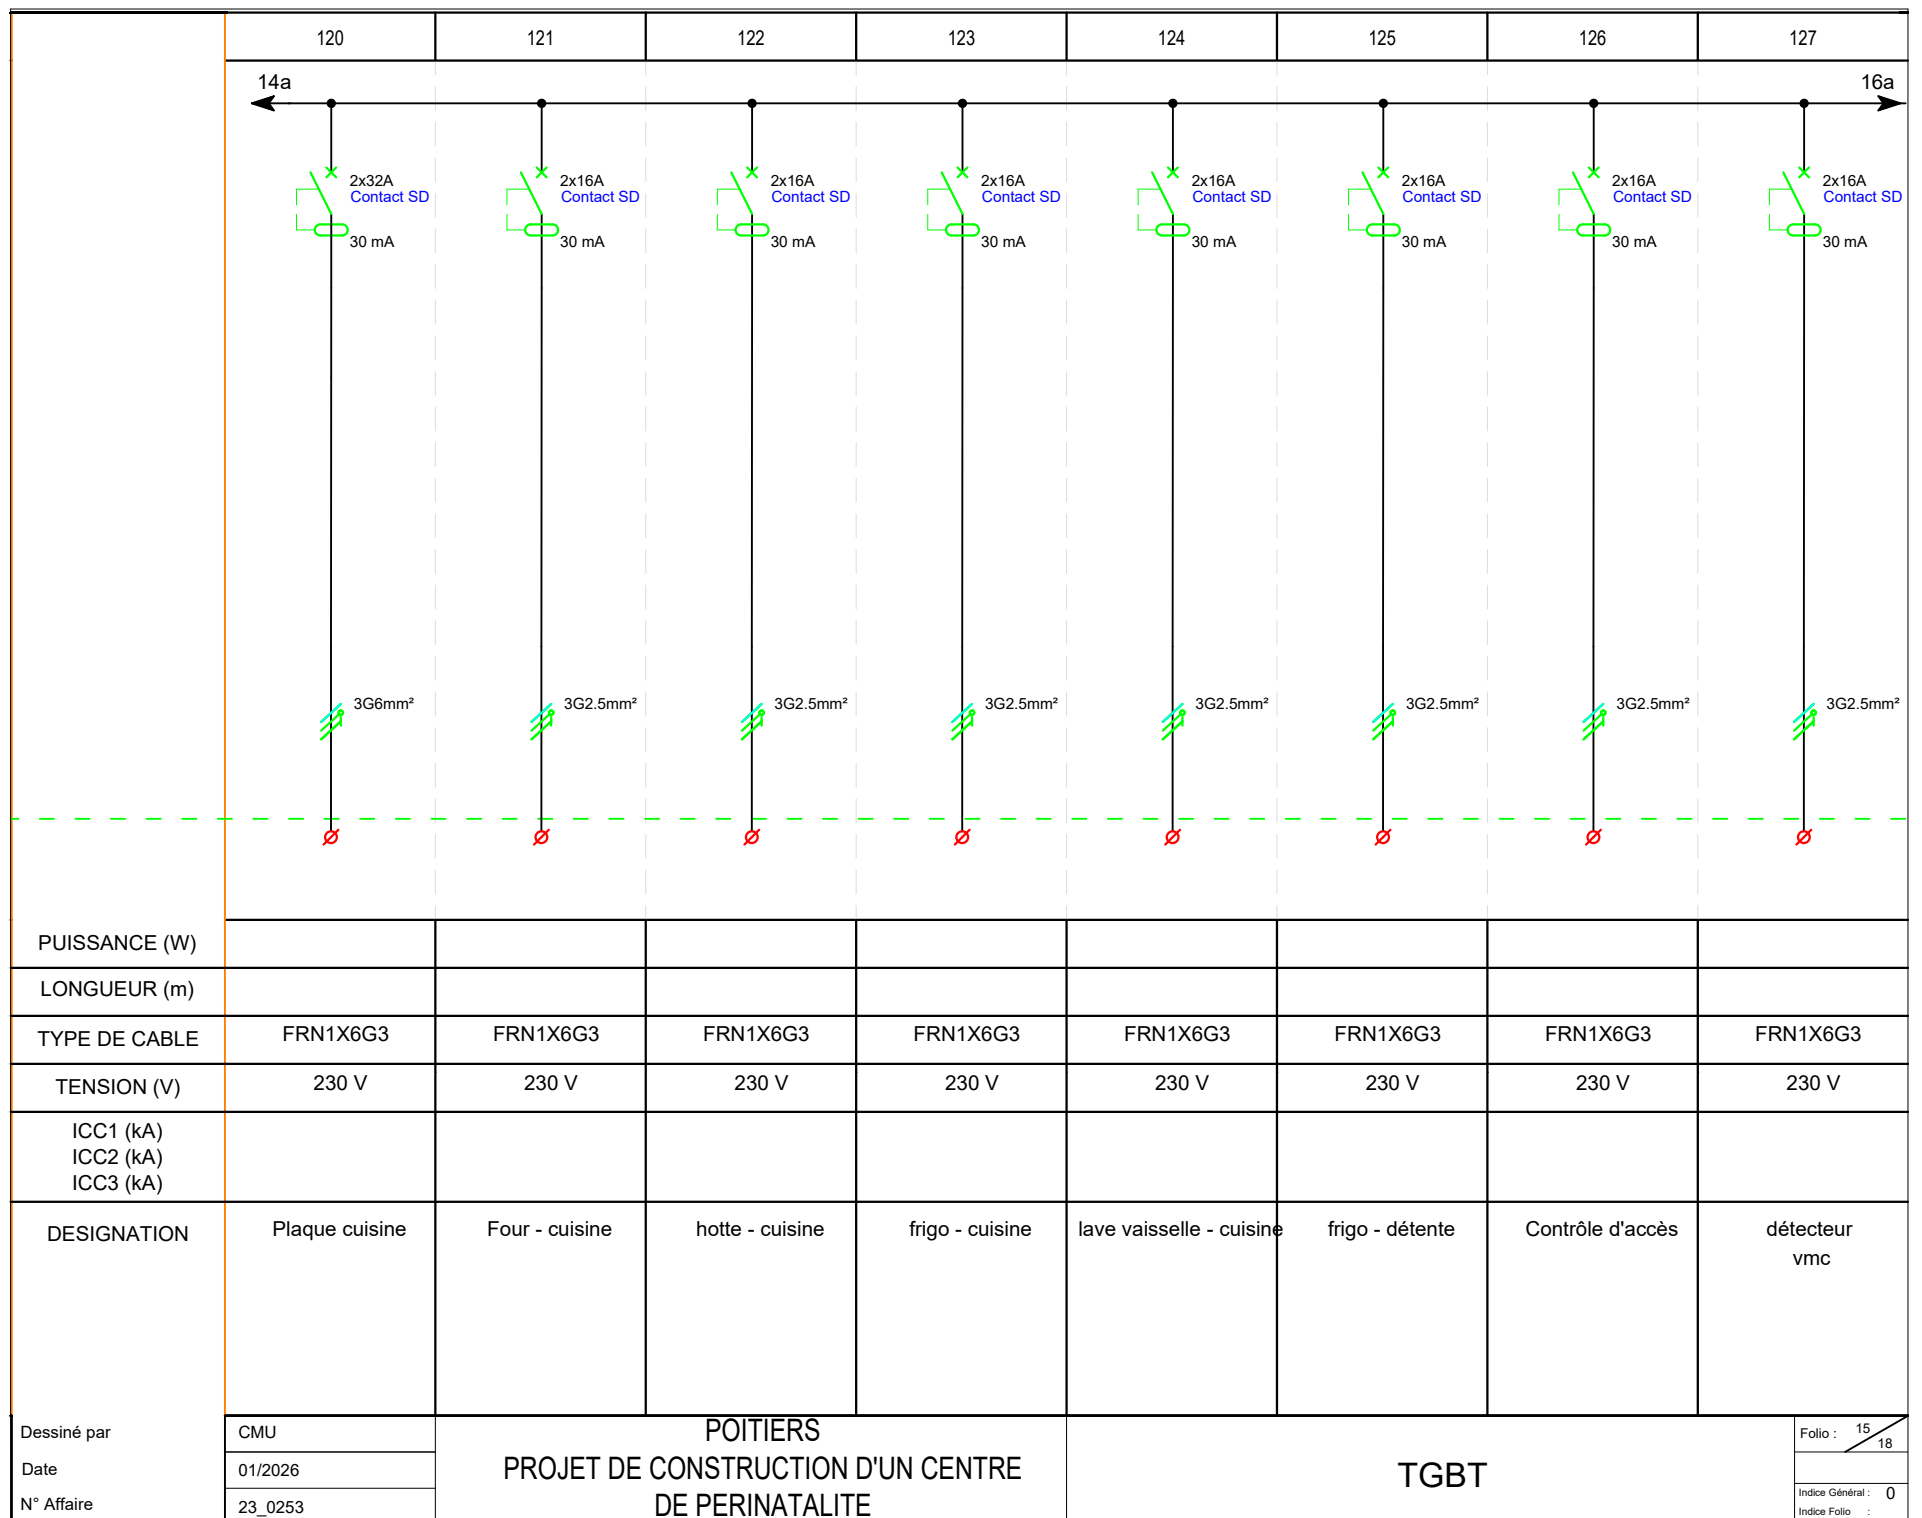 120 121 122 123 124 125 126 127
14a 16a
2x32A 2x16A 2x16A 2x16A 2x16A 2x16A 2x16A 2x16A
Contact SD Contact SD Contact SD Contact SD Contact SD Contact SD Contact SD Contact SD
30 mA 30 mA 30 mA 30 mA 30 mA 30 mA 30 mA 30 mA
3G6mm² 3G2.5mm² 3G2.5mm² 3G2.5mm² 3G2.5mm² 3G2.5mm² 3G2.5mm² 3G2.5mm²
PUISSANCE (W)
LONGUEUR (m)
TYPE DE CABLE FRN1X6G3 FRN1X6G3 FRN1X6G3 FRN1X6G3 FRN1X6G3 FRN1X6G3 FRN1X6G3 FRN1X6G3
TENSION (V) 230 V 230 V 230 V 230 V 230 V 230 V 230 V 230 V
ICC1 (kA)
ICC2 (kA)
ICC3 (kA)
DESIGNATION Plaque cuisine Four - cuisine hotte - cuisine frigo - cuisine lave vaisselle - cuisine frigo - détente Contrôle d'accès détecteur
vmc
Dessiné par CMU
Date 01/2026
N° Affaire 23_0253
POITIERS
PROJET DE CONSTRUCTION D'UN CENTRE
DE PERINATALITE
TGBT
Folio : 15 18
Indice Général : 0
Indice Folio :